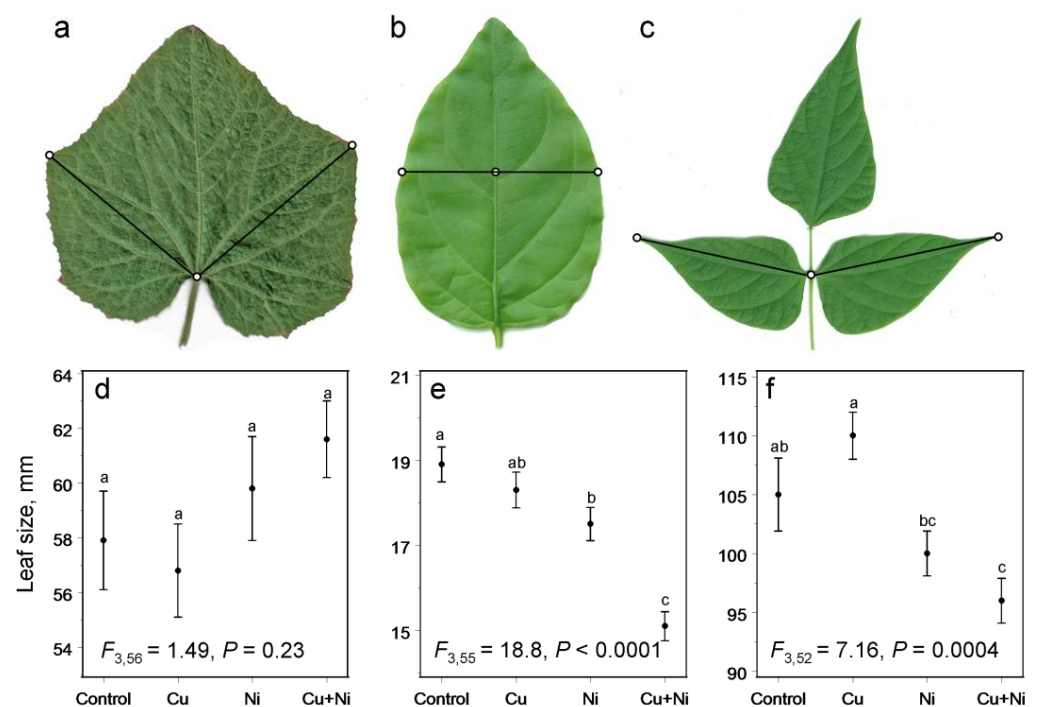 a b c
d e f
Leaf size, mm
64
62
60
58
56
54
a a a a
F3,56 = 1.49, P = 0.23
Control Cu Ni Cu+Ni
21
19
17
15
a ab b c
F3,55 = 18.8, P < 0.0001
Control Cu Ni Cu+Ni
115
110
105
100
95
90
ab a bc c
F3,52 = 7.16, P = 0.0004
Control Cu Ni Cu+Ni